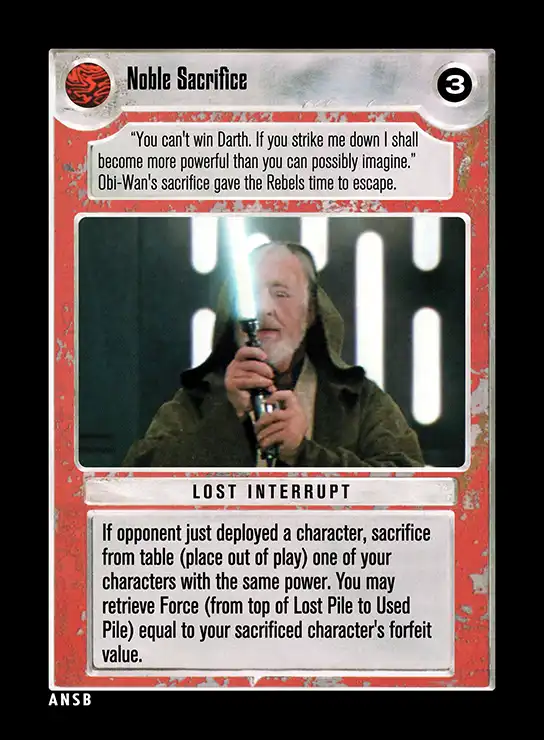 Noble Sacrifice
3
“You can't win Darth. If you strike me down I shall
become more powerful than you can possibly imagine.”
Obi-Wan's sacrifice gave the Rebels time to escape.
LOST INTERRUPT
If opponent just deployed a character, sacrifice
from table (place out of play) one of your
characters with the same power. You may
retrieve Force (from top of Lost Pile to Used
Pile) equal to your sacrificed character's forfeit
value.
ANSB